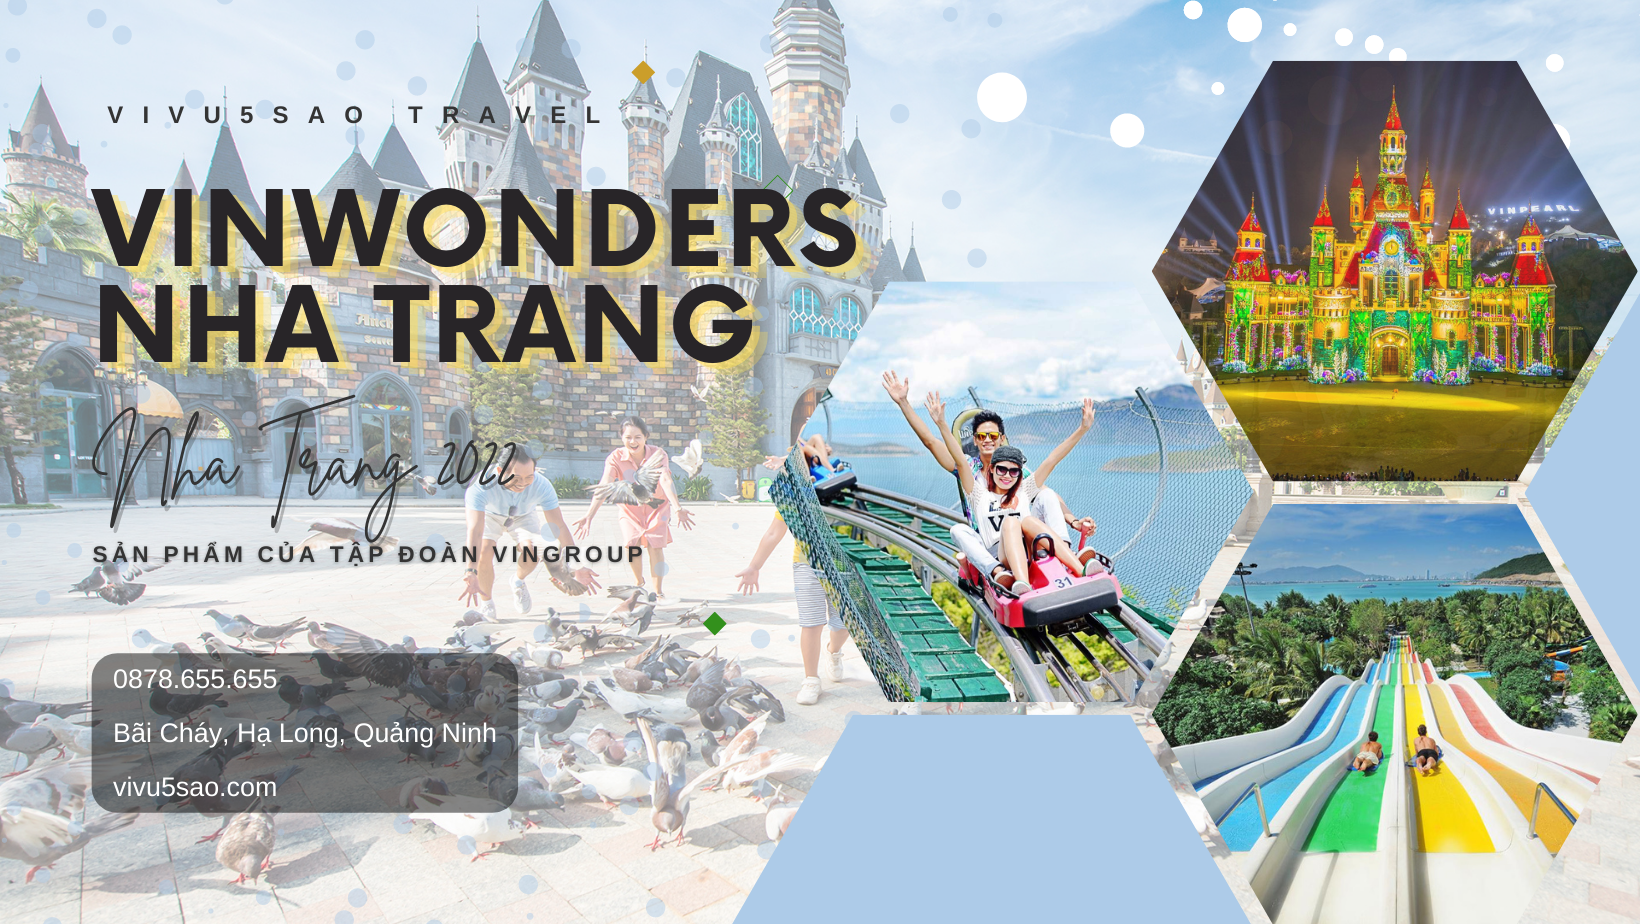 VIVU5SAO TRAVEL
VINWONDERS
NHA TRANG
Nha Trang 2022
SẢN PHẨM CỦA TẬP ĐOÀN VINGROUP
0878.655.655
Bãi Cháy, Hạ Long, Quảng Ninh
vivu5sao.com
VINPEARL
31